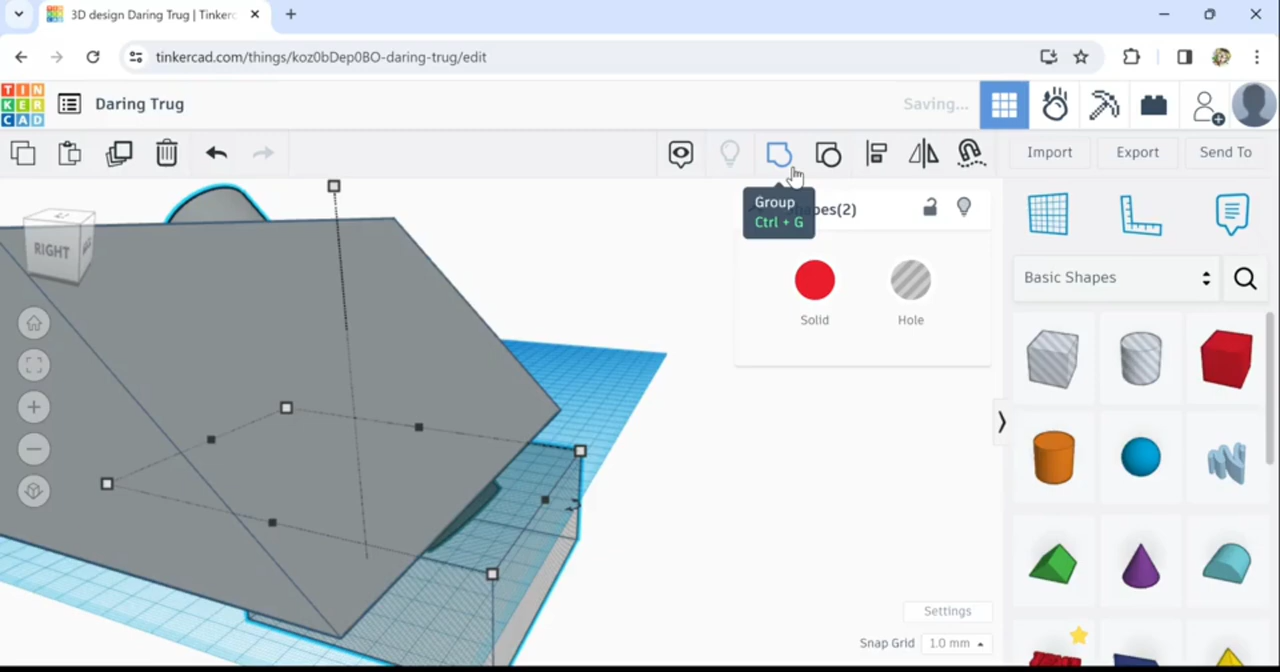 3D design Daring Trug | Tinkerc
tinkercad.com/things/koz0bDep0BO-daring-trug/edit
TIN
KER
CAD
Daring Trug
Saving...
Import
Export
Send To
Group
Ctrl + G
apes(2)
RIGHT
Solid
Hole
Basic Shapes
Settings
Snap Grid
1.0 mm